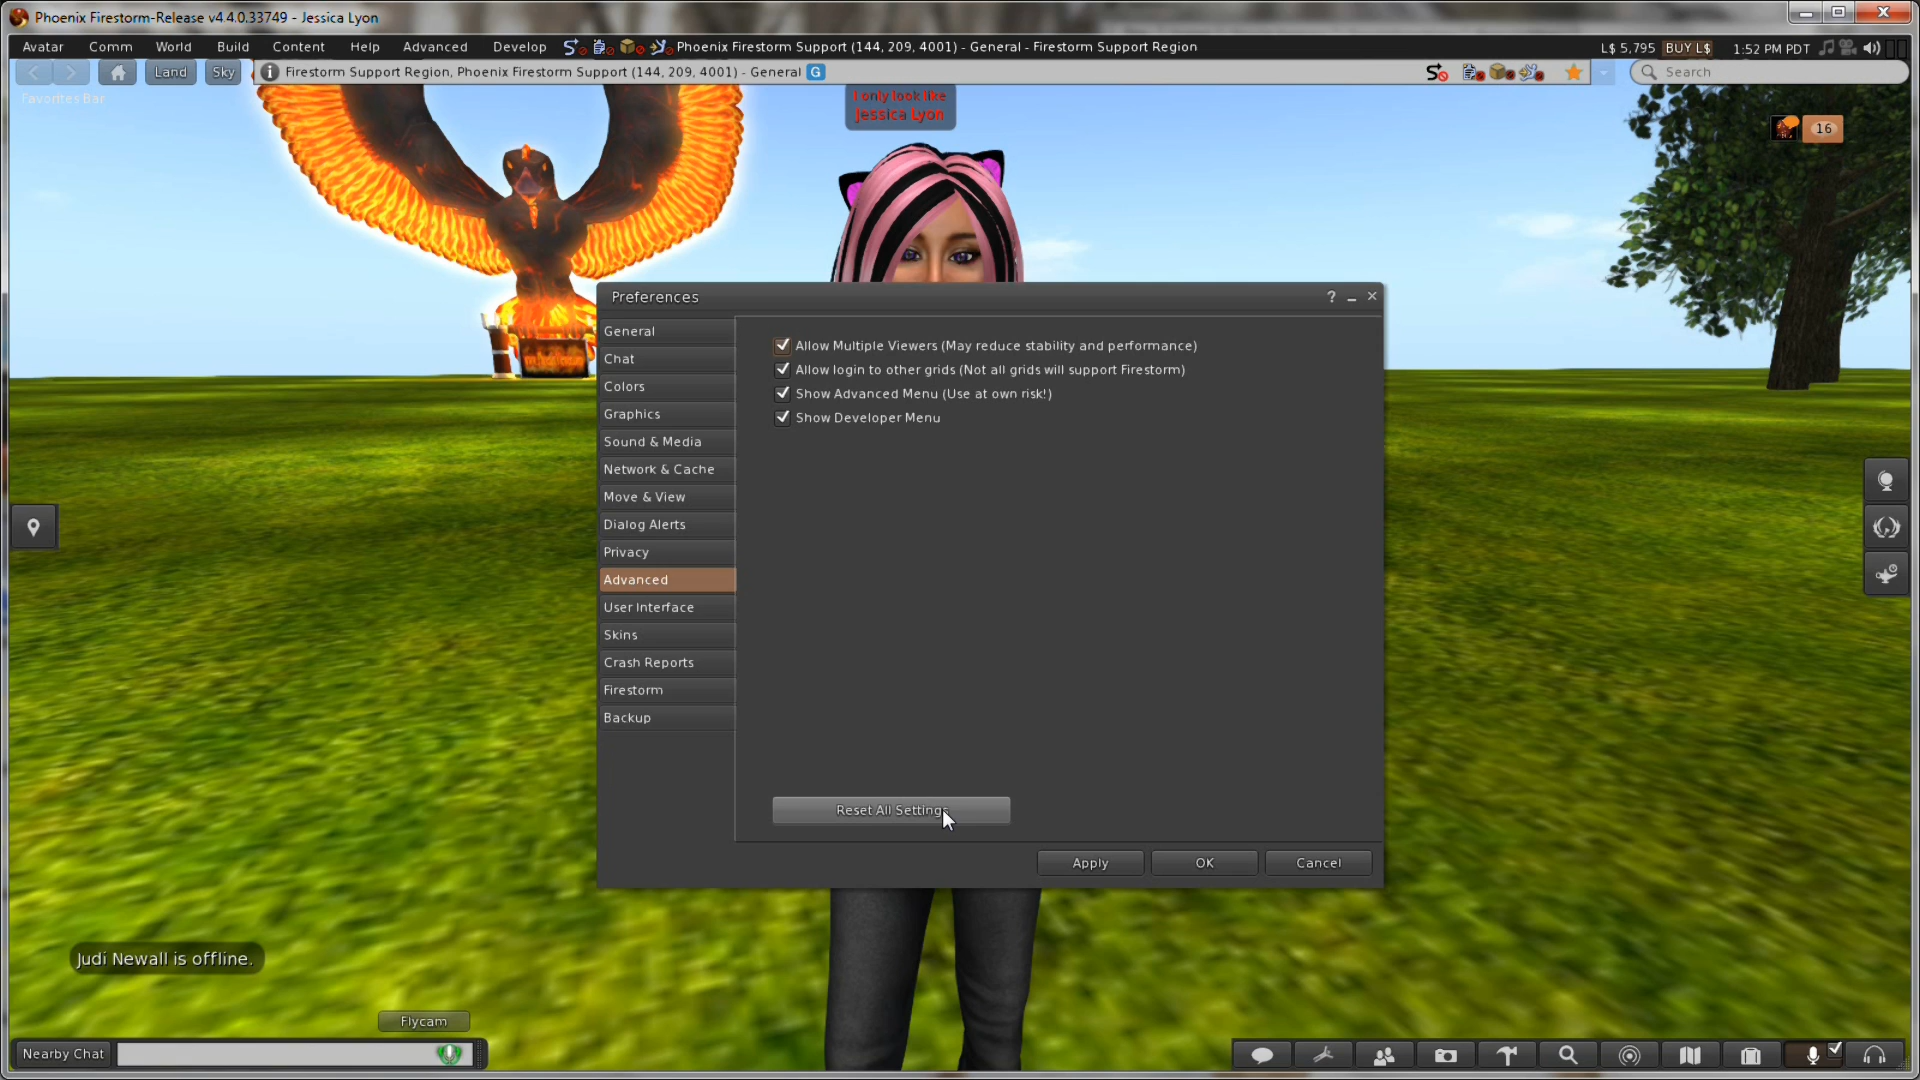 Phoenix Firestorm-Release v4.4.0.33749 - Jessica Lyon
Avatar Comm World Build Content Help Advanced Develop Phoenix Firestorm Support (144, 209, 4001) - General - Firestorm Support Region L$ 5,795 BUY L$ 1:52 PM PDT
Land Sky Firestorm Support Region, Phoenix Firestorm Support (144, 209, 4001) - General G Search
Favorites Bar
I only look like
Jessica Lyon
16
Preferences
General
Chat
Colors
Graphics
Sound & Media
Network & Cache
Move & View
Dialog Alerts
Privacy
Advanced
User Interface
Skins
Crash Reports
Firestorm
Backup
Allow Multiple Viewers (May reduce stability and performance)
Allow login to other grids (Not all grids will support Firestorm)
Show Advanced Menu (Use at own risk!)
Show Developer Menu
Reset All Settings
Apply OK Cancel
Judi Newall is offline.
Flycam
Nearby Chat